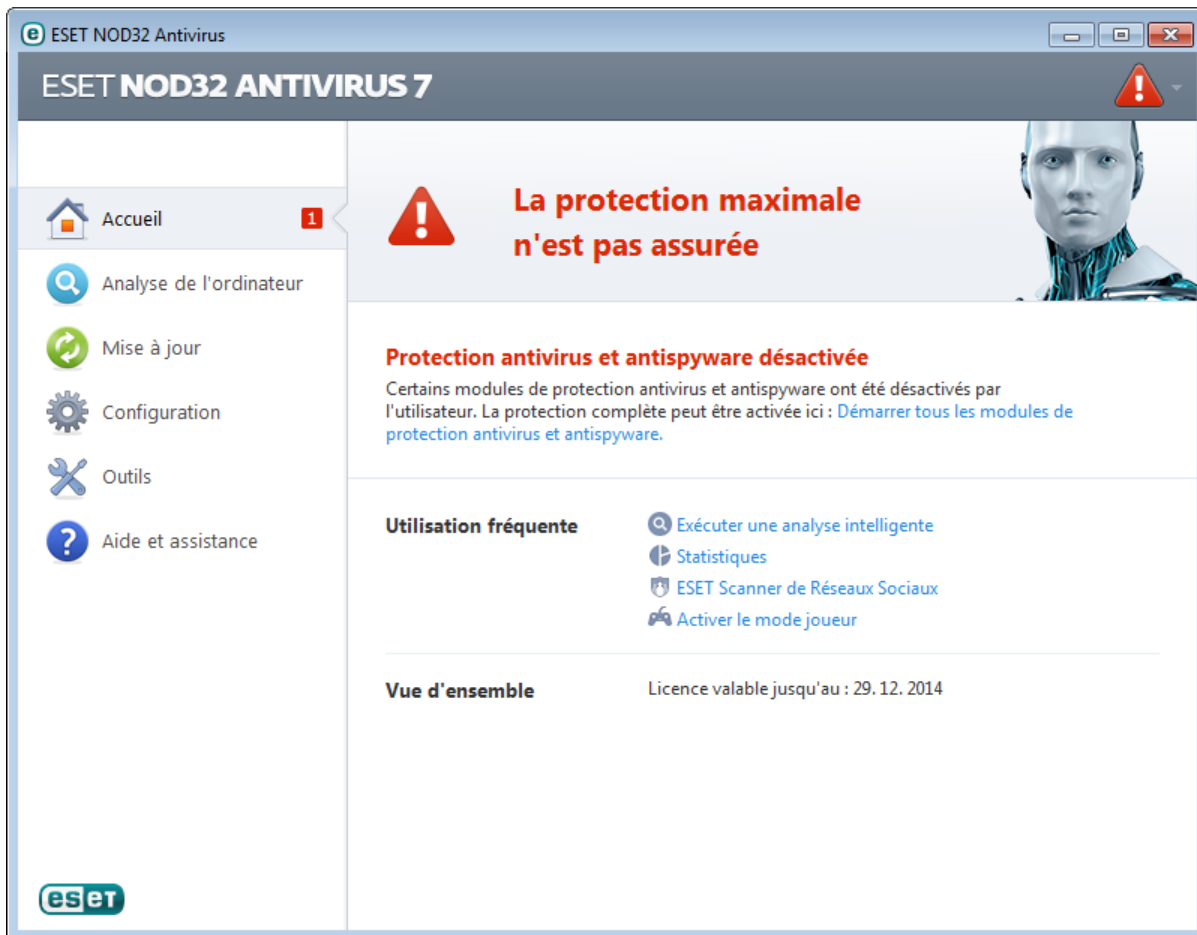 ESET NOD32 Antivirus
ESET NOD32 ANTIVIRUS 7
Accueil
1
Analyse de l'ordinateur
Mise à jour
Configuration
Outils
Aide et assistance
La protection maximale
n'est pas assurée
Protection antivirus et antispyware désactivée
Certains modules de protection antivirus et antispyware ont été désactivés par
l'utilisateur. La protection complète peut être activée ici : Démarrer tous les modules de
protection antivirus et antispyware.
Utilisation fréquente
Exécuter une analyse intelligente
Statistiques
ESET Scanner de Réseaux Sociaux
Activer le mode joueur
Vue d'ensemble
Licence valable jusqu'au : 29. 12. 2014
eset